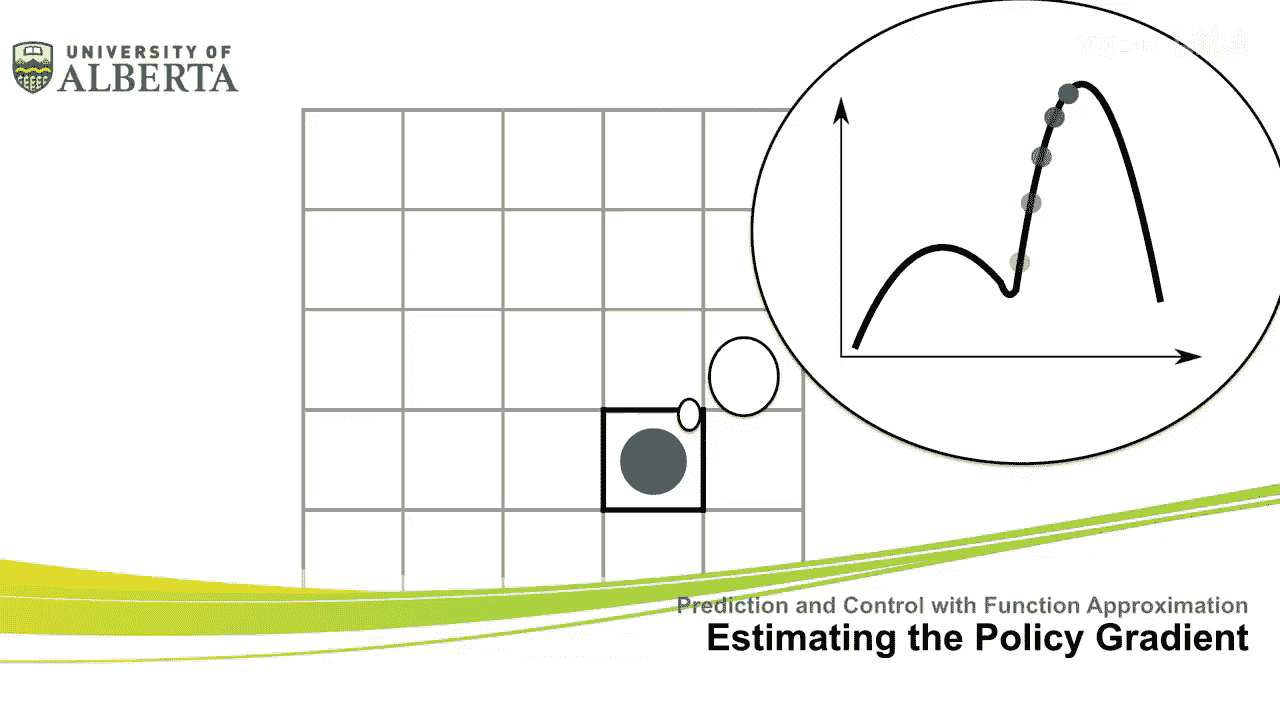 UNIVERSITY OF
ALBERTA
Prediction and Control with Function Approximation
Estimating the Policy Gradient